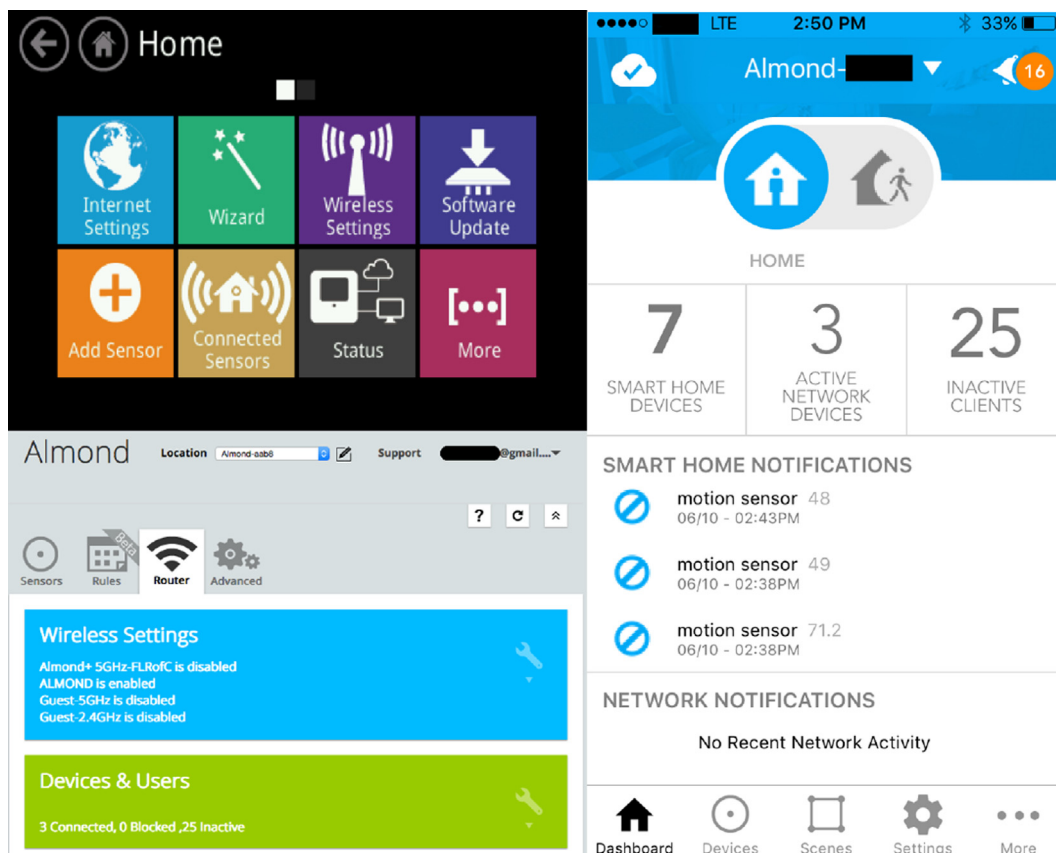 Home
Internet
Settings
Wizard
Wireless
Settings
Software
Update
Add Sensor
Connected
Sensors
Status
[•••]
More
Almond
Location
Almond-aab8
Support
@gmail....
?
Sensors
Rules
Beta
Router
Advanced
Wireless Settings
Almond+ 5GHz-FLRofC is disabled
ALMOND is enabled
Guest-5GHz is disabled
Guest-2.4GHz is disabled
Devices & Users
3 Connected, 0 Blocked ,25 Inactive
LTE
2:50 PM
33%
Almond-
16
HOME
7
SMART HOME
DEVICES
3
ACTIVE
NETWORK
DEVICES
25
INACTIVE
CLIENTS
SMART HOME NOTIFICATIONS
motion sensor 48
06/10 - 02:43PM
motion sensor 49
06/10 - 02:38PM
motion sensor 71.2
06/10 - 02:38PM
NETWORK NOTIFICATIONS
No Recent Network Activity
Dashboard
Devices
Scenes
Settings
More